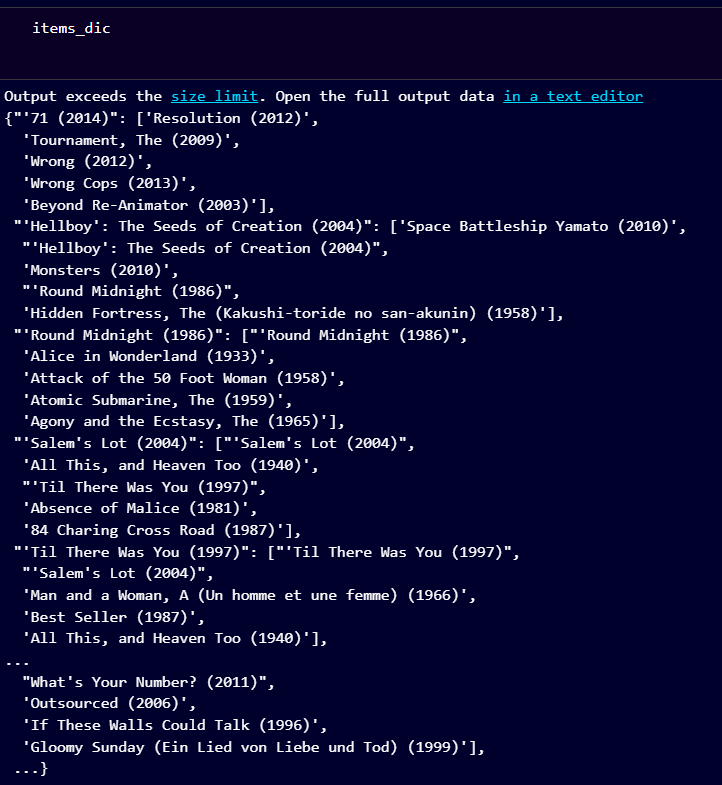 items_dic
Output exceeds the size limit. Open the full output data in a text editor
{"'71 (2014)": ['Resolution (2012)',
'Tournament, The (2009)',
'Wrong (2012)',
'Wrong Cops (2013)',
'Beyond Re-Animator (2003)'],
"'Hellboy': The Seeds of Creation (2004)": ['Space Battleship Yamato (2010)',
"'Hellboy': The Seeds of Creation (2004)",
'Monsters (2010)',
"'Round Midnight (1986)",
'Hidden Fortress, The (Kakushi-toride no san-akunin) (1958)'],
"'Round Midnight (1986)": ["'Round Midnight (1986)",
'Alice in Wonderland (1933)',
'Attack of the 50 Foot Woman (1958)',
'Atomic Submarine, The (1959)',
'Agony and the Ecstasy, The (1965)'],
"'Salem's Lot (2004)": ["'Salem's Lot (2004)",
'All This, and Heaven Too (1940)',
"'Til There Was You (1997)",
'Absence of Malice (1981)',
'84 Charing Cross Road (1987)'],
"'Til There Was You (1997)": ["'Til There Was You (1997)",
"'Salem's Lot (2004)",
'Man and a Woman, A (Un homme et une femme) (1966)',
'Best Seller (1987)',
'All This, and Heaven Too (1940)'],
...
"What's Your Number? (2011)",
'Outsourced (2006)',
'If These Walls Could Talk (1996)',
'Gloomy Sunday (Ein Lied von Liebe und Tod) (1999)'],
...}